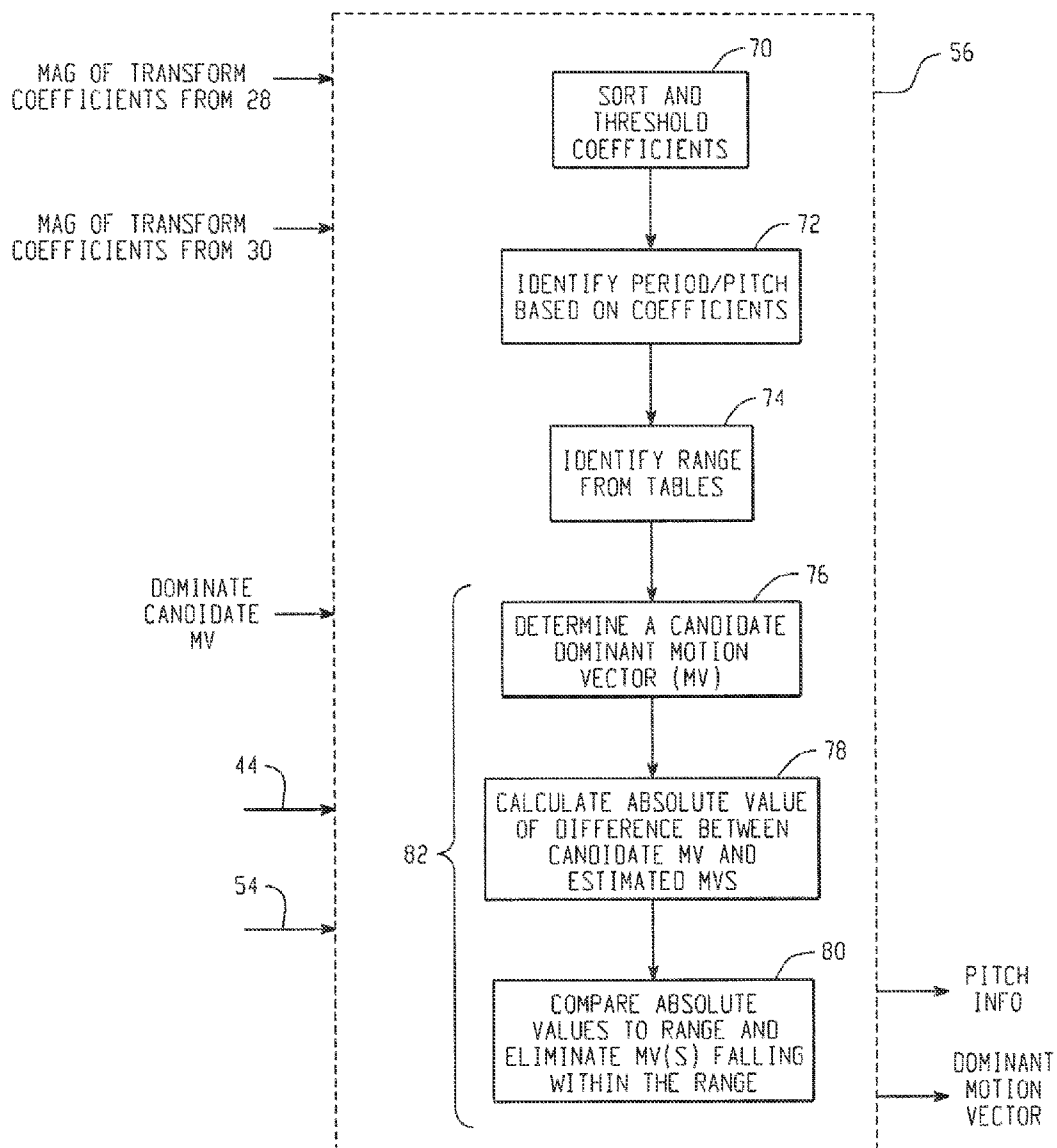 MAG OF TRANSFORM
COEFFICIENTS FROM 28
70
56
SORT AND
THRESHOLD
COEFFICIENTS
MAG OF TRANSFORM
COEFFICIENTS FROM 30
72
IDENTIFY PERIOD/PITCH
BASED ON COEFFICIENTS
74
IDENTIFY RANGE
FROM TABLES
DOMINATE
CANDIDATE
MV
76
DETERMINE A CANDIDATE
DOMINANT MOTION
VECTOR (MV)
44
78
CALCULATE ABSOLUTE VALUE
OF DIFFERENCE BETWEEN
CANDIDATE MV AND
ESTIMATED MVS
82
54
80
COMPARE ABSOLUTE
VALUES TO RANGE AND
ELIMINATE MV(S) FALLING
WITHIN THE RANGE
PITCH
INFO
DOMINANT
MOTION
VECTOR